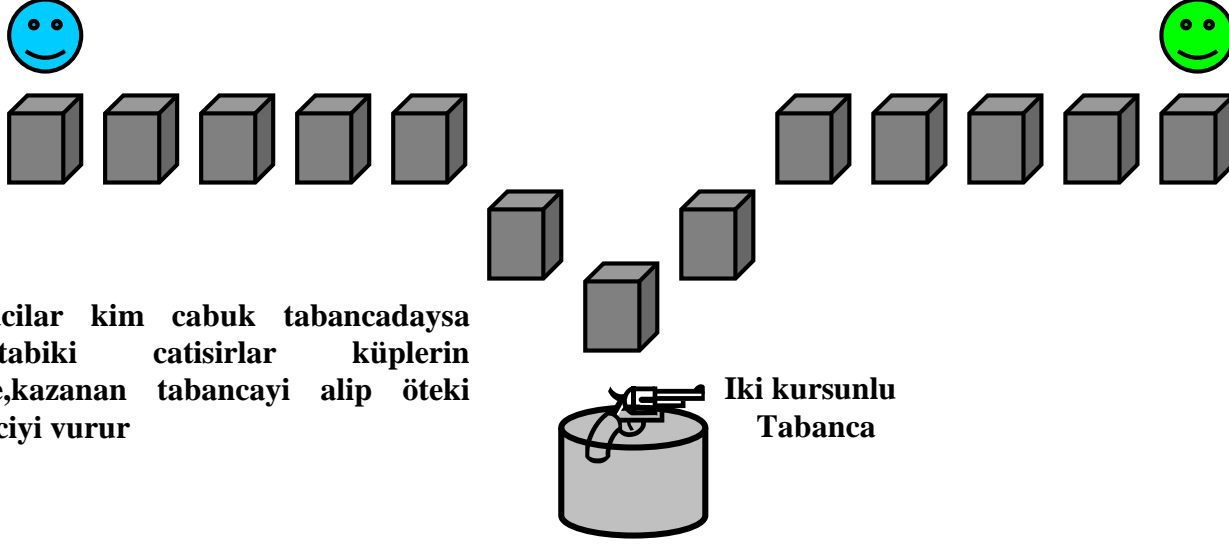 cilar kim cabuk tabancadaysa
tabiki catisirlar küplerin
,kazanan tabancayi alip öteki
ciyi vurur
Iki kursunlu
Tabanca